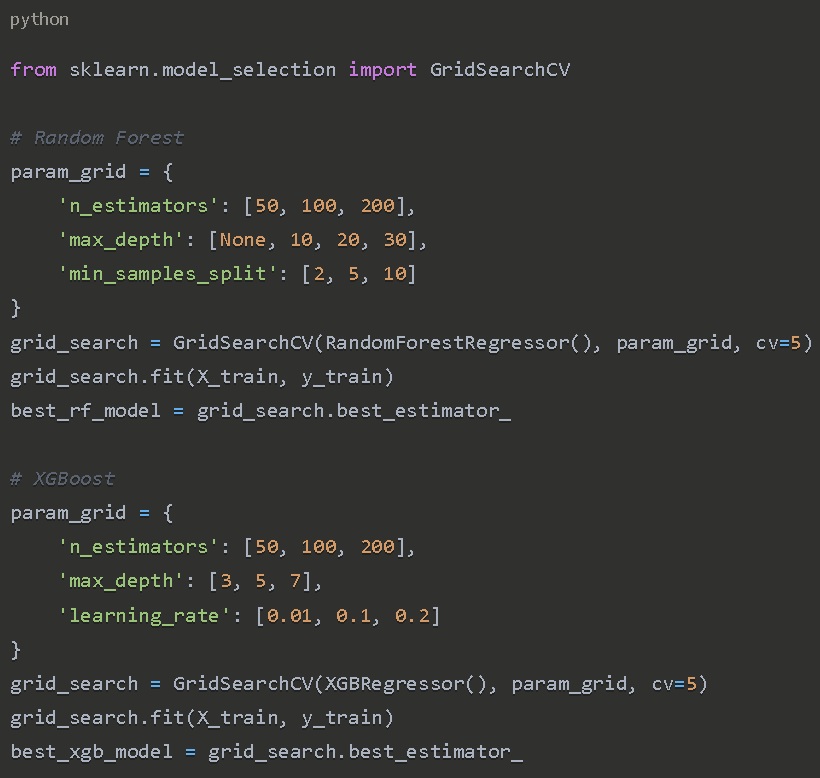 python
from sklearn.model_selection import GridSearchCV
# Random Forest
param_grid = {
    'n_estimators': [50, 100, 200],
    'max_depth': [None, 10, 20, 30],
    'min_samples_split': [2, 5, 10]
}
grid_search = GridSearchCV(RandomForestRegressor(), param_grid, cv=5)
grid_search.fit(X_train, y_train)
best_rf_model = grid_search.best_estimator_
# XGBoost
param_grid = {
    'n_estimators': [50, 100, 200],
    'max_depth': [3, 5, 7],
    'learning_rate': [0.01, 0.1, 0.2]
}
grid_search = GridSearchCV(XGBRegressor(), param_grid, cv=5)
grid_search.fit(X_train, y_train)
best_xgb_model = grid_search.best_estimator_